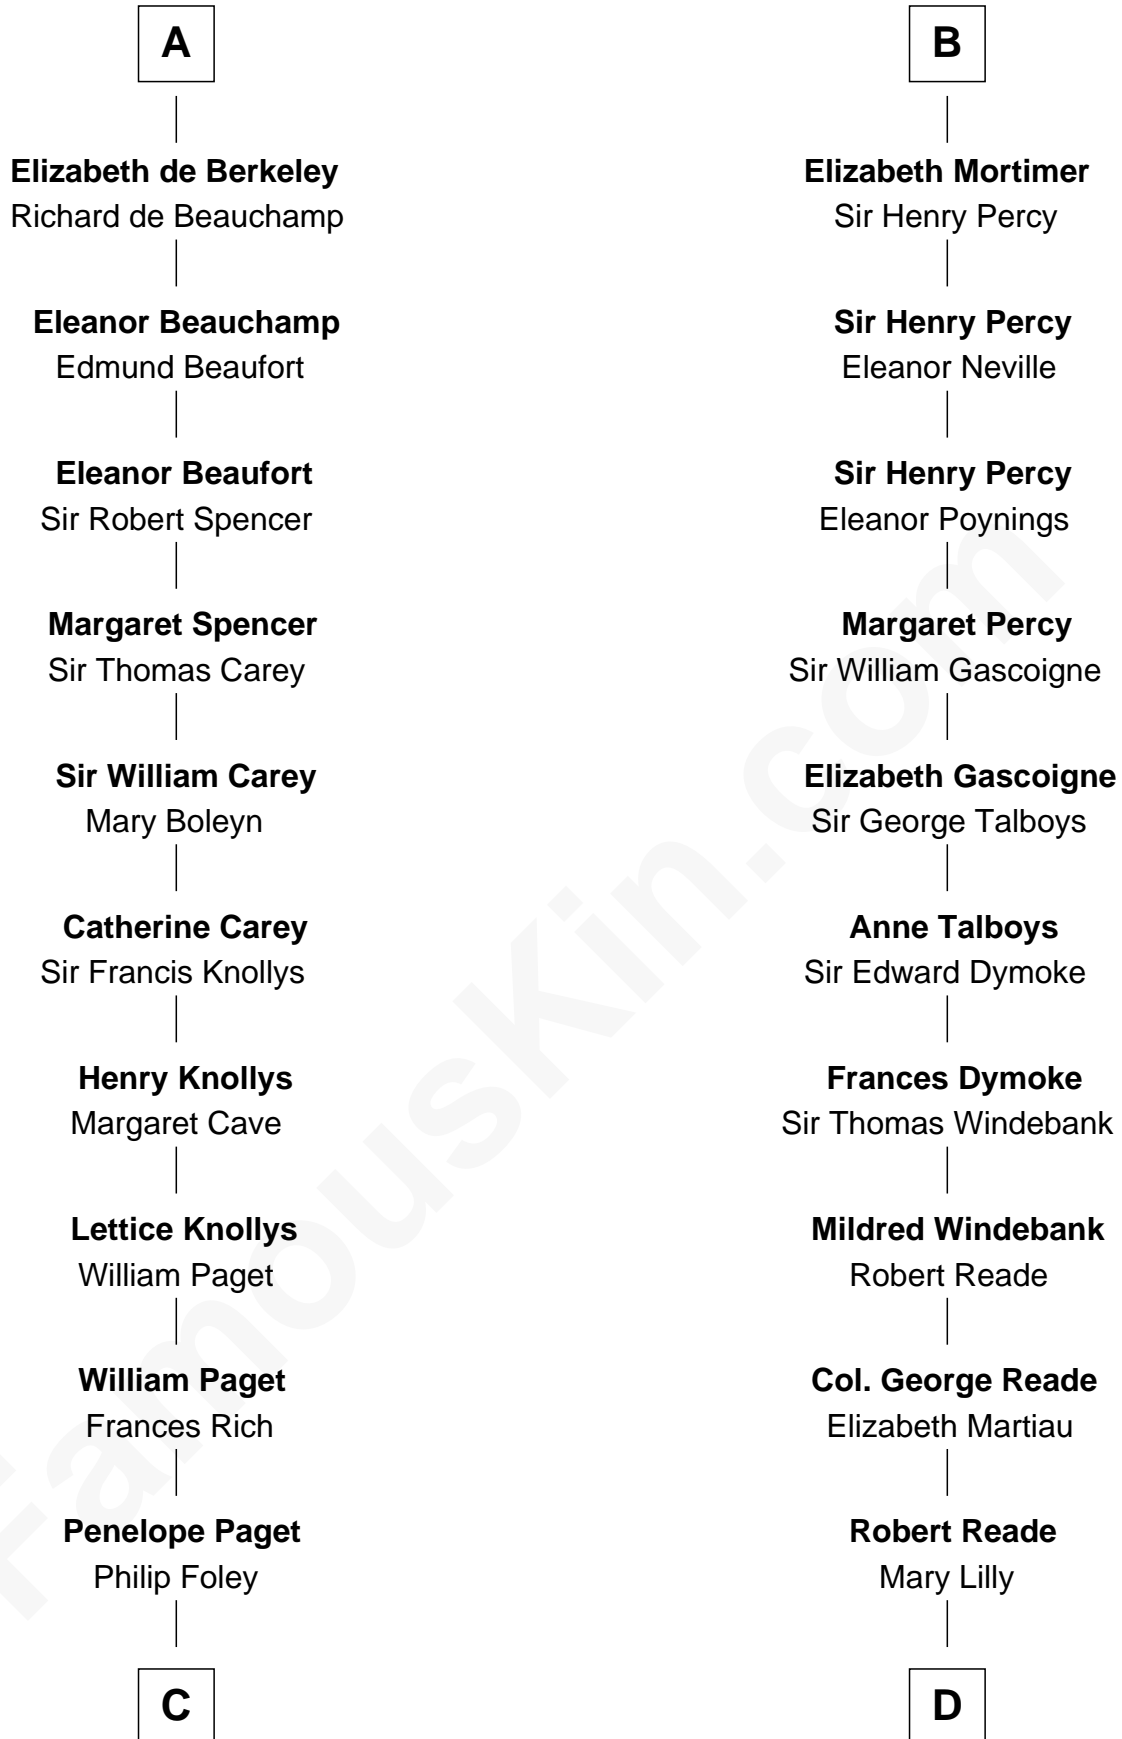 A
Elizabeth de Berkeley
Richard de Beauchamp
Eleanor Beauchamp
Edmund Beaufort
Eleanor Beaufort
Sir Robert Spencer
Margaret Spencer
Sir Thomas Carey
Sir William Carey
Mary Boleyn
Catherine Carey
Sir Francis Knollys
Henry Knollys
Margaret Cave
Lettice Knollys
William Paget
William Paget
Frances Rich
Penelope Paget
Philip Foley
C
B
Elizabeth Mortimer
Sir Henry Percy
Sir Henry Percy
Eleanor Neville
Sir Henry Percy
Eleanor Poynings
Margaret Percy
Sir William Gascoigne
Elizabeth Gascoigne
Sir George Talboys
Anne Talboys
Sir Edward Dymoke
Frances Dymoke
Sir Thomas Windebank
Mildred Windebank
Robert Reade
Col. George Reade
Elizabeth Martiau
Robert Reade
Mary Lilly
D
FamousKin.com